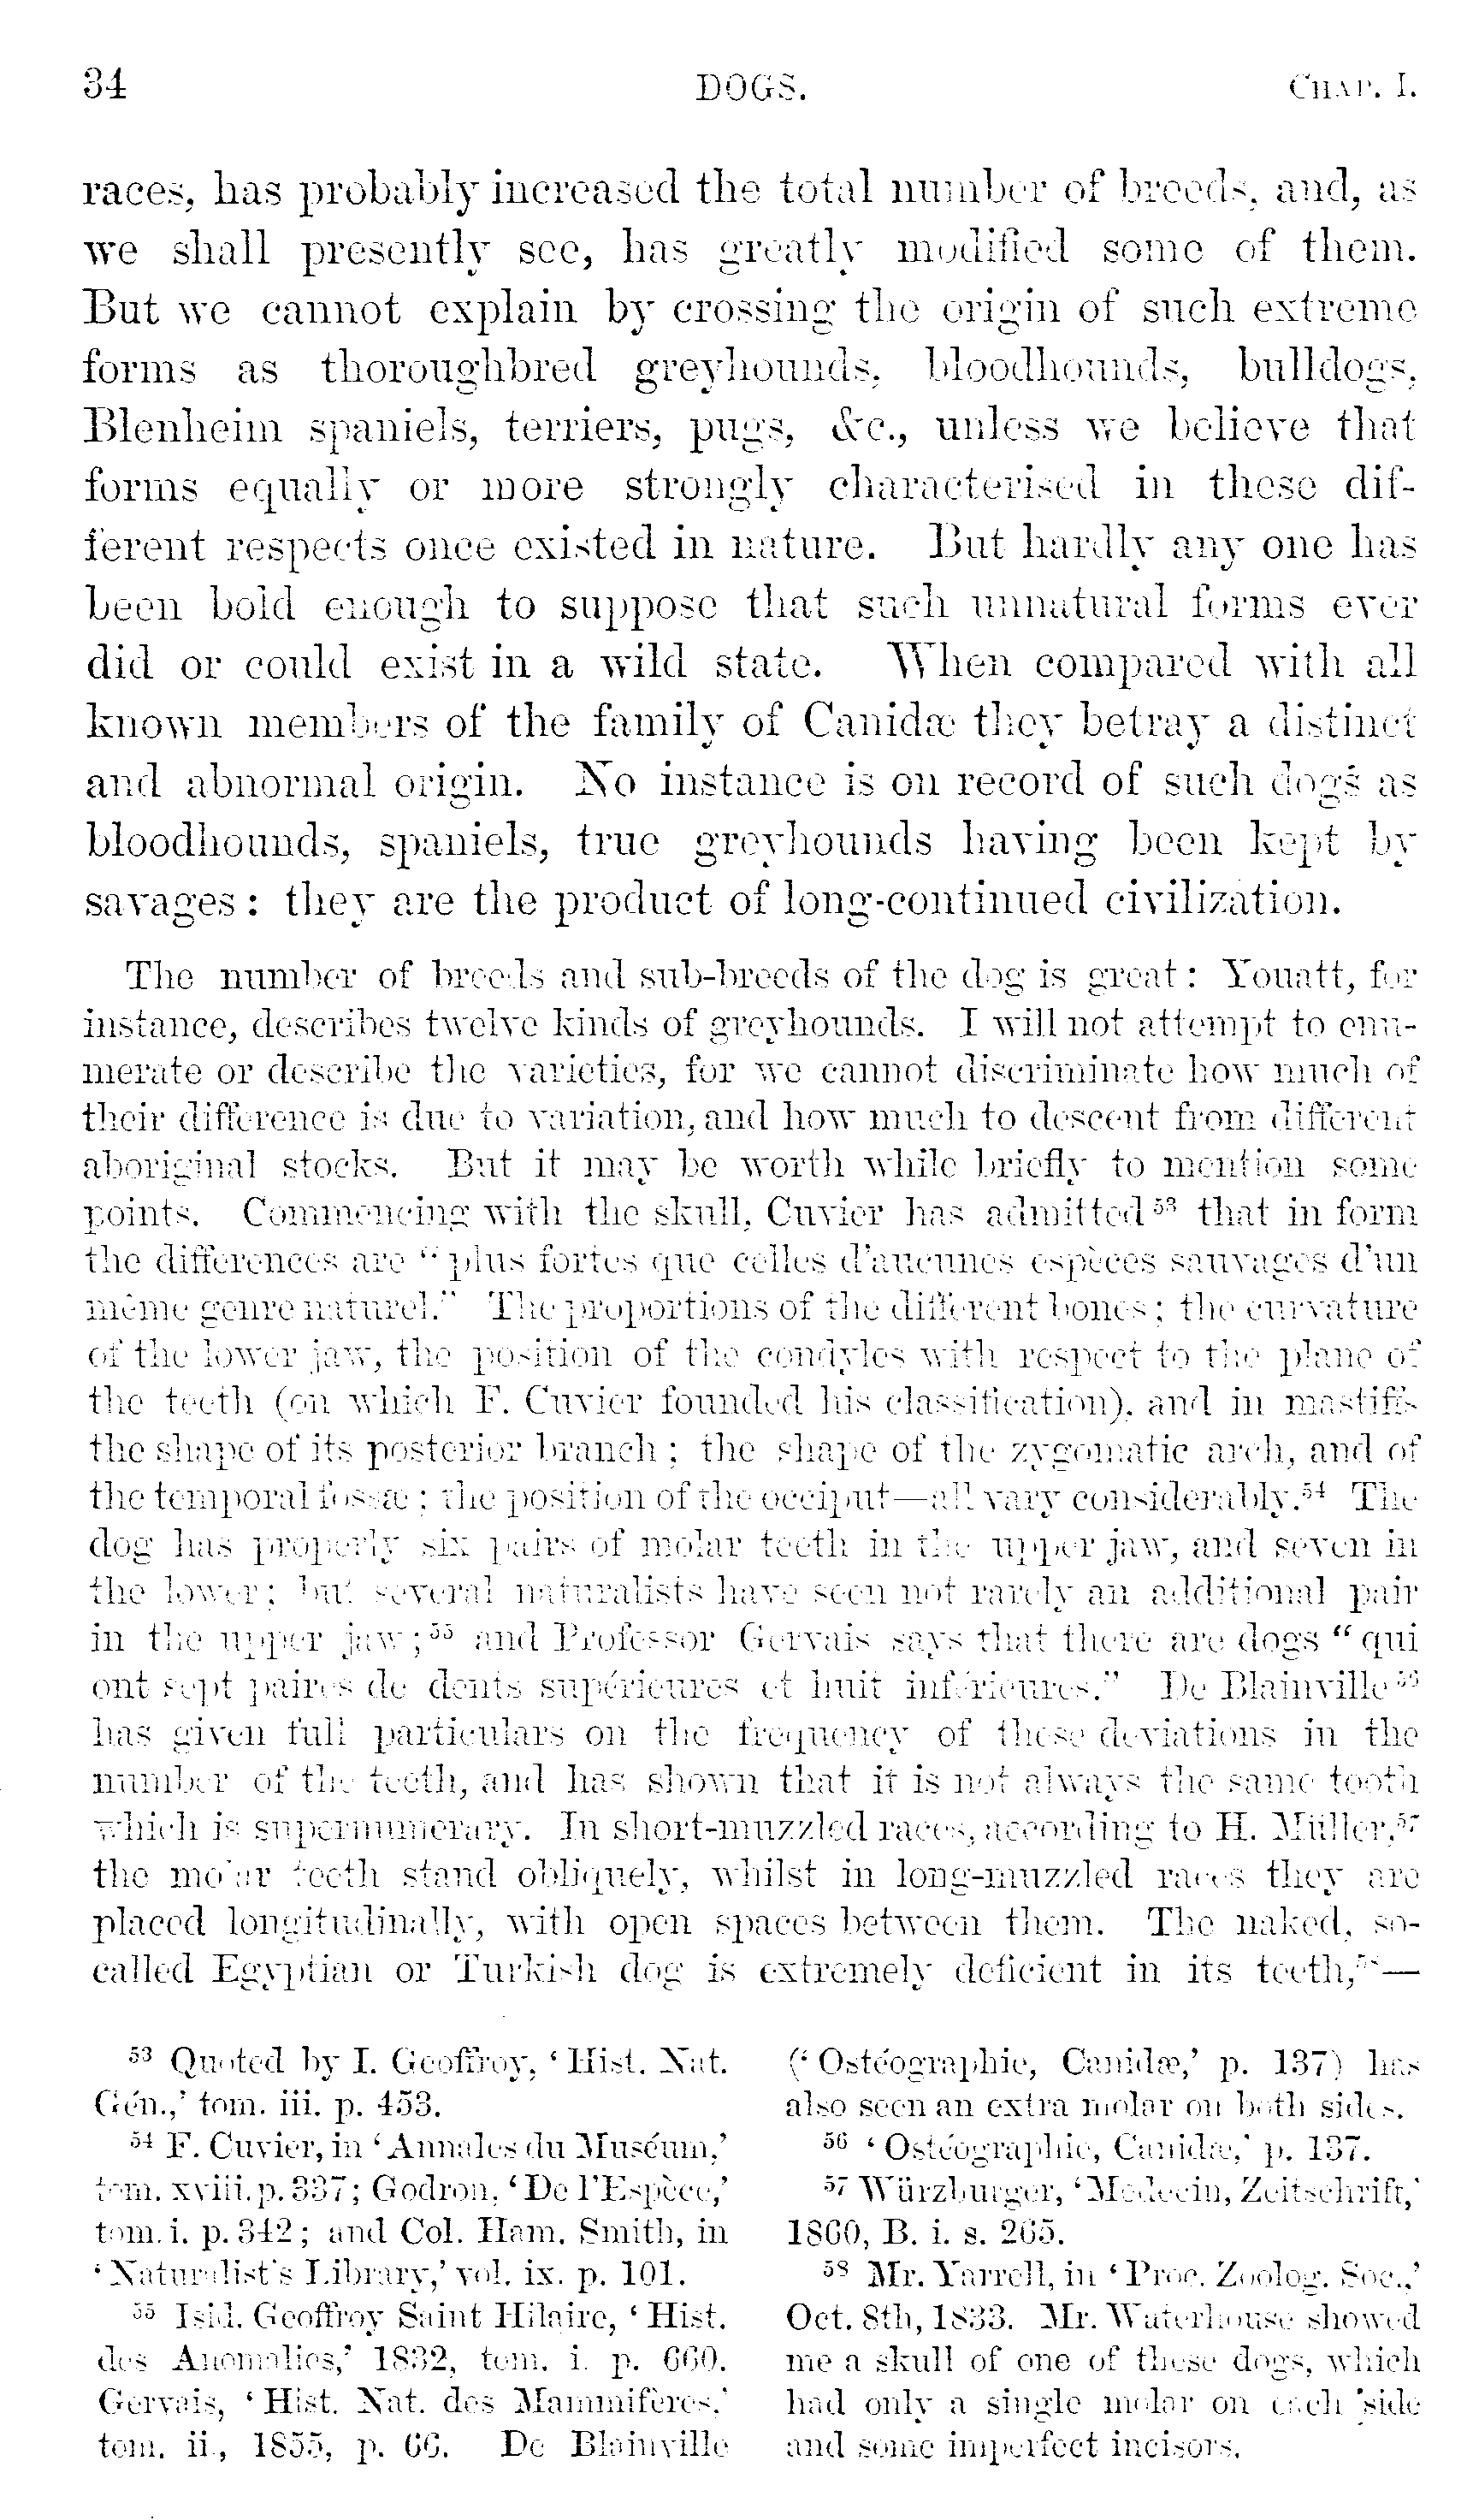 34 DOGS. CHAP. I.
races, has probably increased the total number of breeds, and, as
we shall presently see, has greatly modified some of them.
But we cannot explain by crossing the origin of such extreme
forms as thoroughbred greyhounds, bloodhounds, bulldogs,
Blenheim spaniels, terriers, pugs, &c., unless we believe that
forms equally or more strongly characterised in these dif-
ferent respects once existed in nature. But hardly any one has
been bold enough to suppose that such unnatural forms ever
did or could exist in a wild state. When compared with all
known members of the family of Canidæ they betray a distinct
and abnormal origin. No instance is on record of such dogs as
bloodhounds, spaniels, true greyhounds having been kept by
savages: they are the product of long-continued civilization.
The number of breeds and sub-breeds of the dog is great: Youatt, for
instance, describes twelve kinds of greyhounds. I will not attempt to enu-
merate or describe the varieties, for we cannot discriminate how much of
their difference is due to variation, and how much to descent from different
aboriginal stocks. But it may be worth while briefly to mention some
points. Commencing with the skull, Cuvier has admitted⁵³ that in form
the differences are “plus fortes que celles d'aucunes espèces sauvages d'un
même genre naturel.” The proportions of the different bones; the curvature
of the lower jaw, the position of the condyles with respect to the plane of
the teeth (on which F. Cuvier founded his classification), and in mastiffs
the shape of its posterior branch; the shape of the zygomatic arch, and of
the temporal fossæ; the position of the occiput—all vary considerably.⁵⁴ The
dog has properly six pairs of molar teeth in the upper jaw, and seven in
the lower; but several naturalists have seen not rarely an additional pair
in the upper jaw;⁵⁵ and Professor Gervais says that there are dogs “qui
ont sept paires de dents supérieures et huit inférieures.” De Blainville⁵⁶
has given full particulars on the frequency of these deviations in the
number of the teeth, and has shown that it is not always the same tooth
which is supernumerary. In short-muzzled races, according to H. Müller,⁵⁷
the molar teeth stand obliquely, whilst in long-muzzled races they are
placed longitudinally, with open spaces between them. The naked, so-
called Egyptian or Turkish dog is extremely deficient in its teeth,⁵⁸—
⁵³ Quoted by I. Geoffroy, ‘Hist. Nat.
Gén.,’ tom. iii. p. 453.
⁵⁴ F. Cuvier, in ‘Annales du Muséum,’
tom. xviii. p. 337; Godron, ‘De l'Espèce,’
tom. i. p. 342; and Col. Ham. Smith, in
‘Naturalist's Library,’ vol. ix. p. 101.
⁵⁵ Isid. Geoffroy Saint Hilaire, ‘Hist.
des Anomalies,’ 1832, tom. i. p. 660.
Gervais, ‘Hist. Nat. des Mammifères,’
tom. ii., 1855, p. 66. De Blainville
(‘Ostéographie, Canidæ,’ p. 137) has
also seen an extra molar on both sides.
⁵⁶ ‘Ostéographie, Canidæ,’ p. 137.
⁵⁷ Würzburger, ‘Medecin, Zeitschrift,’
1860, B. i. s. 265.
⁵⁸ Mr. Yarrell, in ‘Proc. Zoolog. Soc.,’
Oct. 8th, 1833. Mr. Waterhouse showed
me a skull of one of these dogs, which
had only a single molar on each side
and some imperfect incisors.